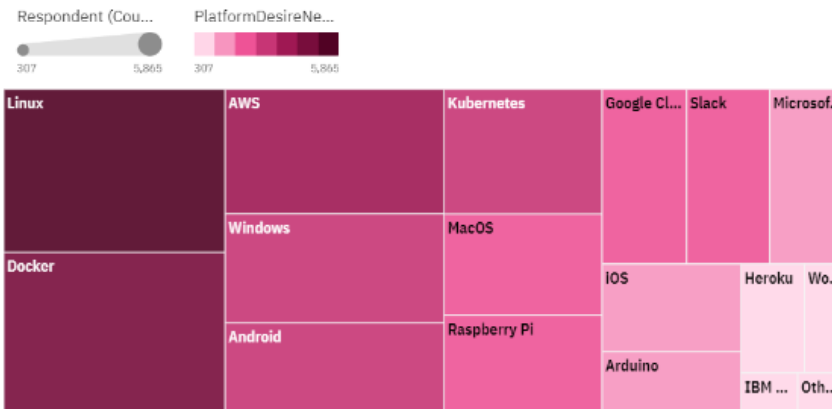 Respondent (Cou...
PlatformDesireNe...
307
5,865
307
5,865
Linux
AWS
Kubernetes
Google Cl...
Slack
Microsof.
Windows
MacOS
Docker
iOS
Heroku
Wo.
Android
Raspberry Pi
Arduino
IBM ...
Oth..